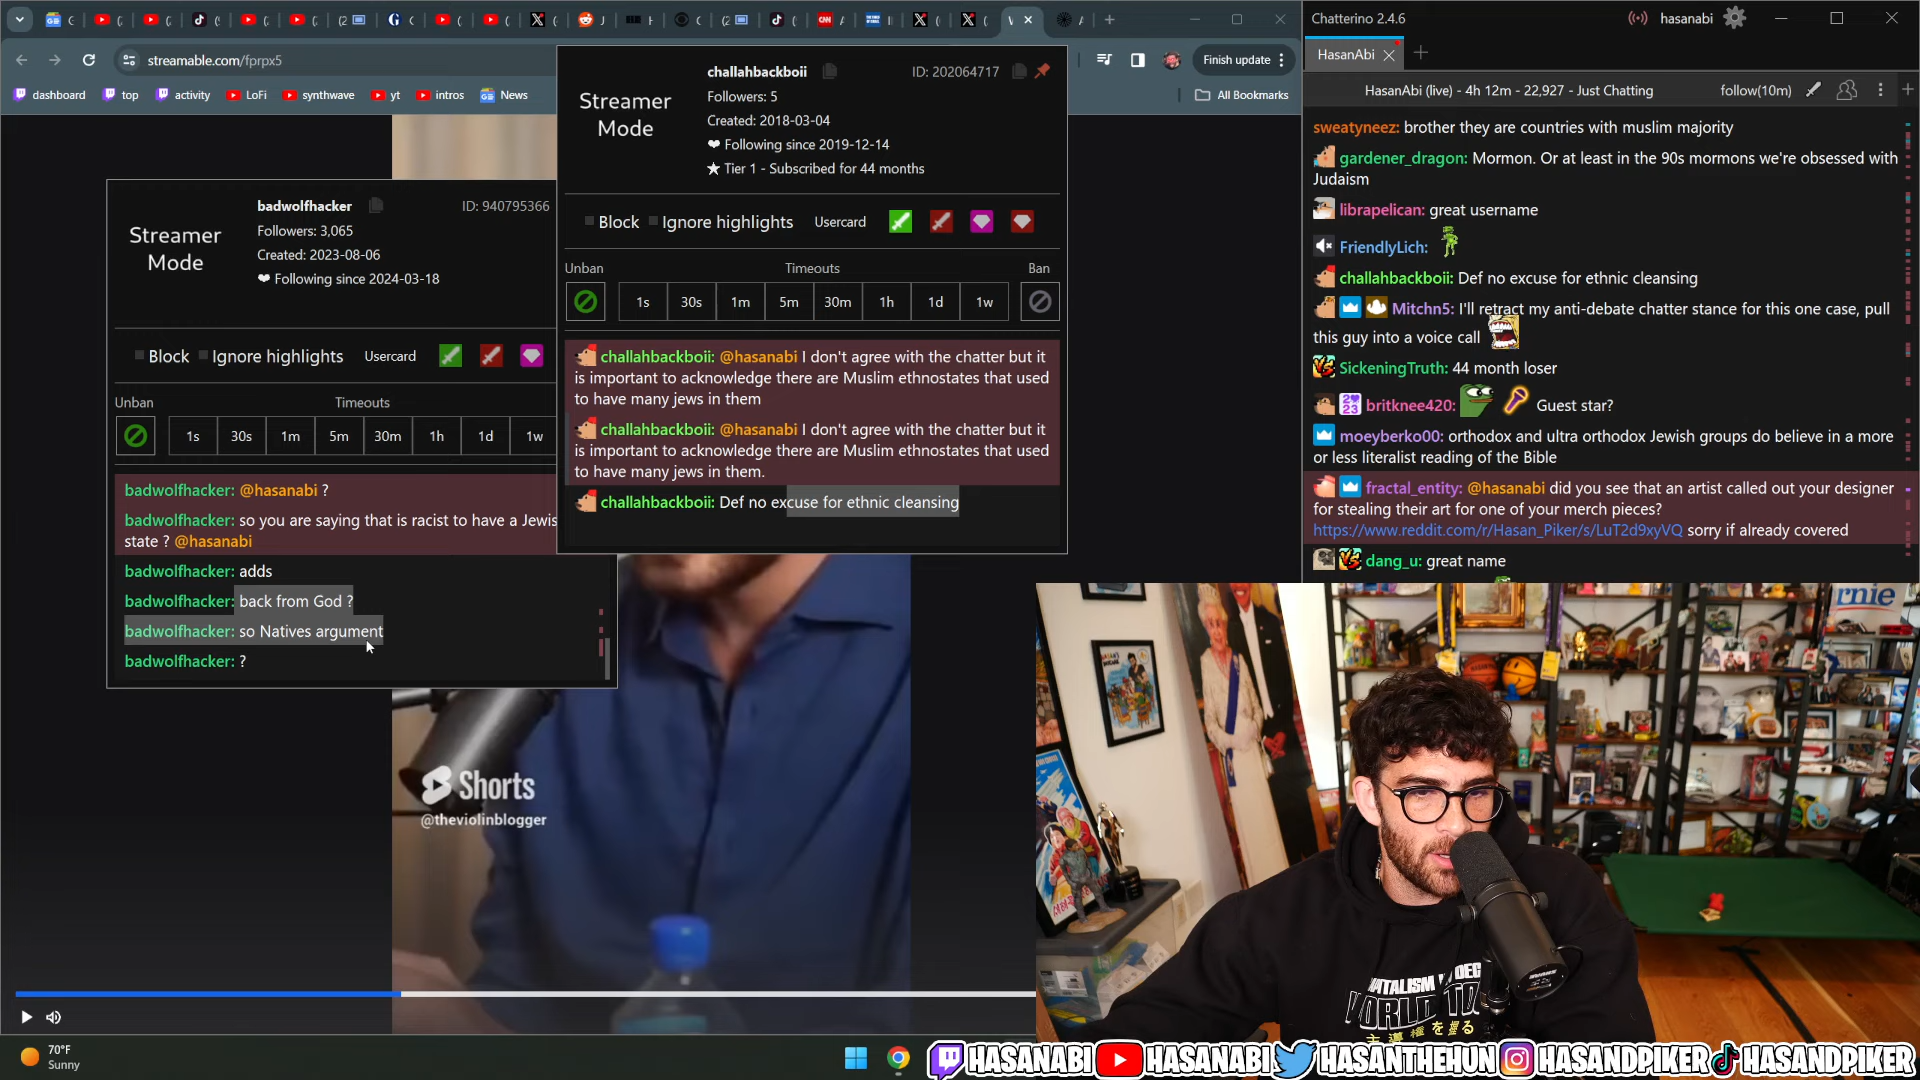 streamable.com/fprpx5
Finish update
dashboard
top
activity
LoFi
synthwave
yt
intros
News
All Bookmarks
Streamer
Mode
badwolfhacker
ID: 940795366
Followers: 3,065
Created: 2023-08-06
Following since 2024-03-18
Block
Ignore highlights
Usercard
Unban
Timeouts
1s
30s
1m
5m
30m
1h
1d
1w
badwolfhacker: @hasanabi ?
badwolfhacker: so you are saying that is racist to have a Jewis
state ? @hasanabi
badwolfhacker: adds
badwolfhacker: back from God ?
badwolfhacker: so Natives argument
badwolfhacker: ?
Streamer
Mode
challahbackboii
ID: 202064717
Followers: 5
Created: 2018-03-04
Following since 2019-12-14
Tier 1 - Subscribed for 44 months
Block
Ignore highlights
Usercard
Unban
Timeouts
Ban
1s
30s
1m
5m
30m
1h
1d
1w
challahbackboii: @hasanabi I don't agree with the chatter but it
is important to acknowledge there are Muslim ethnostates that used
to have many jews in them
challahbackboii: @hasanabi I don't agree with the chatter but it
is important to acknowledge there are Muslim ethnostates that used
to have many jews in them.
challahbackboii: Def no excuse for ethnic cleansing
Shorts
@theviolinblogger
70°F
Sunny
Chatterino 2.4.6
hasanabi
HasanAbi
HasanAbi (live) - 4h 12m - 22,927 - Just Chatting
follow(10m)
sweatyneez: brother they are countries with muslim majority
gardener_dragon: Mormon. Or at least in the 90s mormons we're obsessed with
Judaism
librapelican: great username
FriendlyLich:
challahbackboii: Def no excuse for ethnic cleansing
Mitchn5: I'll retract my anti-debate chatter stance for this one case, pull
this guy into a voice call
SickeningTruth: 44 month loser
britknee420: Guest star?
moeyberko00: orthodox and ultra orthodox Jewish groups do believe in a more
or less literalist reading of the Bible
fractal_entity: @hasanabi did you see that an artist called out your designer
for stealing their art for one of your merch pieces?
https://www.reddit.com/r/Hasan_Piker/s/LuT2d9xyVQ sorry if already covered
dang_u: great name
rnie
WORLD TO
HASANABI
HASANABI
HASANTHEHUN
HASANDPIKER
HASANDPIKER